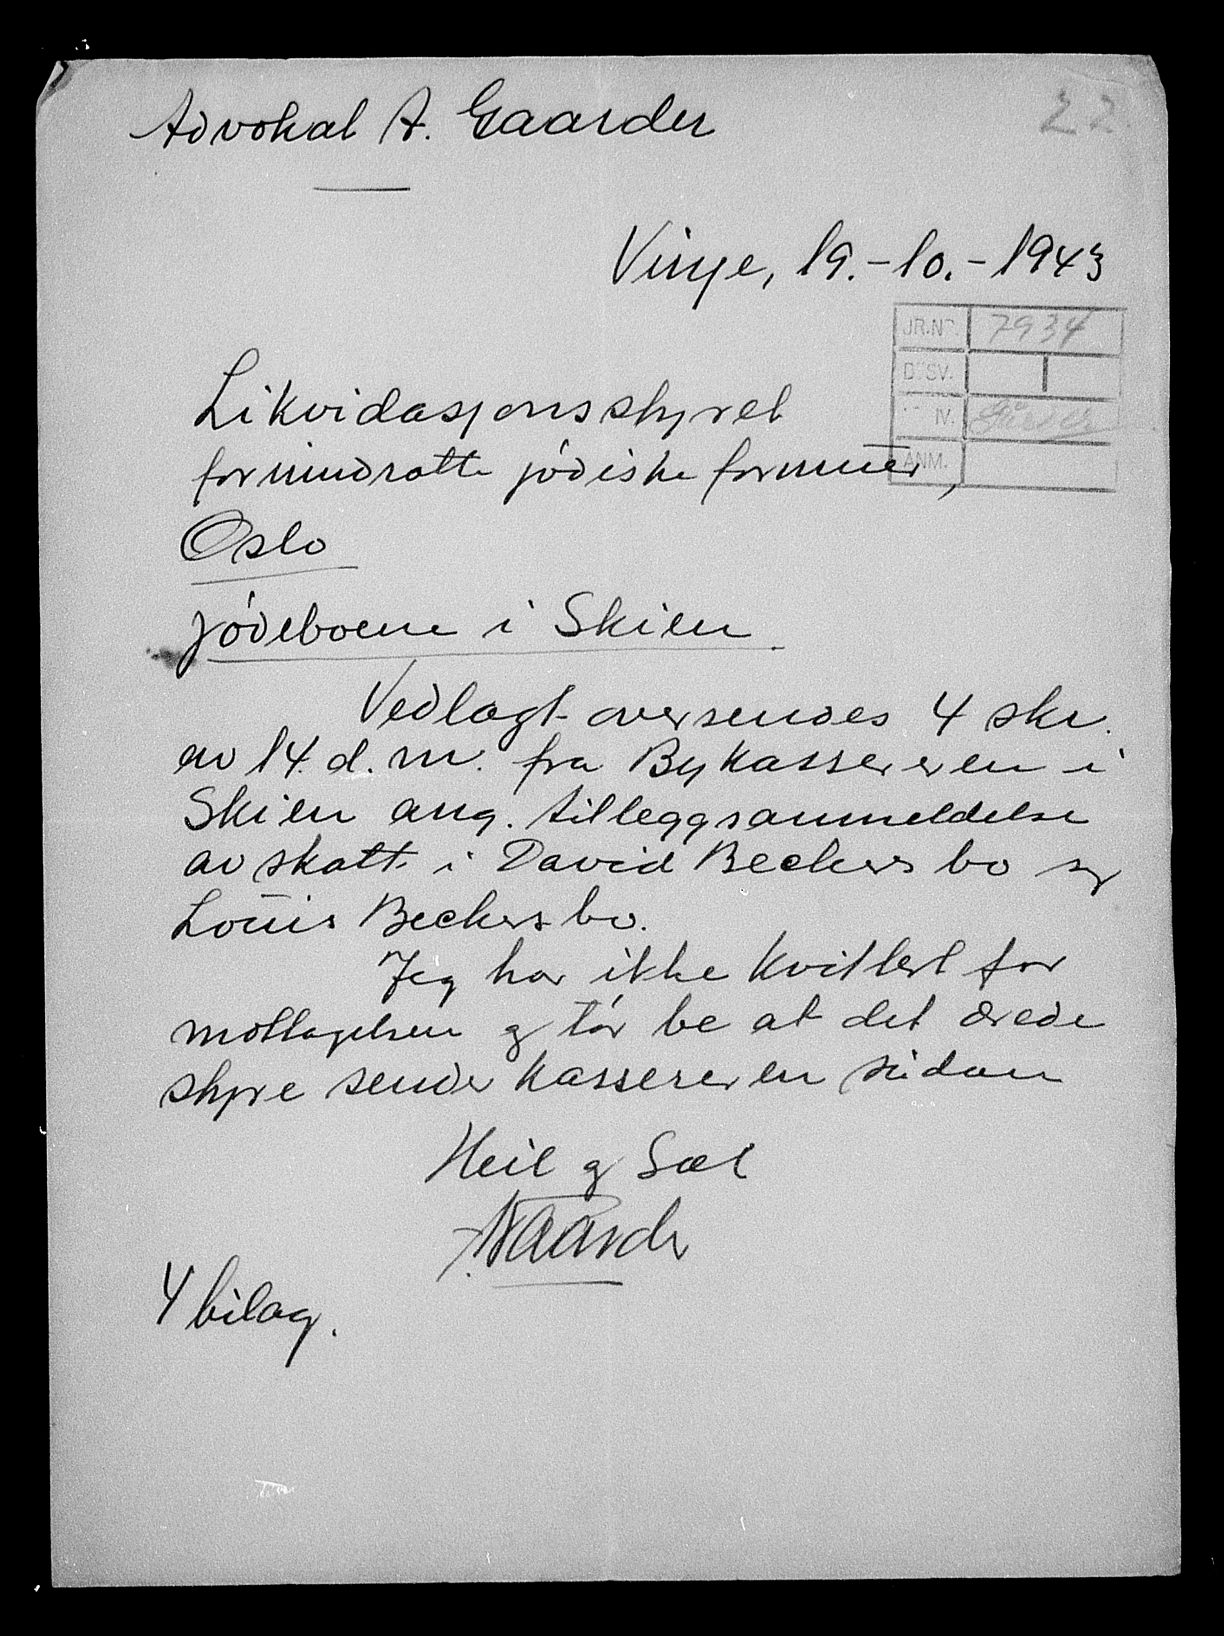 Advokat A. Gaarder
22
Vinje, 19.-10.-1943
JR.NR. 7934
ANM.
Likvidasjonsstyret
for inndratte jødiske formuer,
Oslo
Jødeboene i Skien
Vedlagt oversendes 4 skr.
av 14. d. m. fra Bykassereren i
Skien ang. tilleggsanmeldelse
av skatt i David Beckers bo og
Louis Beckers bo.
Jeg har ikke kvittert for
mottagelsen og tør be at det ærede
styre sender kassereren sådan
Heil og Sæl
A. Gaarder
4 bilag.